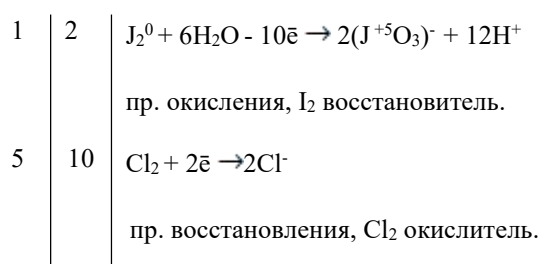 1 | 2 | J₂⁰ + 6H₂O - 10ē → 2(J⁺⁵O₃)⁻ + 12H⁺
пр. окисления, I₂ восстановитель.
5 | 10 | Cl₂ + 2ē →2Cl⁻
пр. восстановления, Cl₂ окислитель.